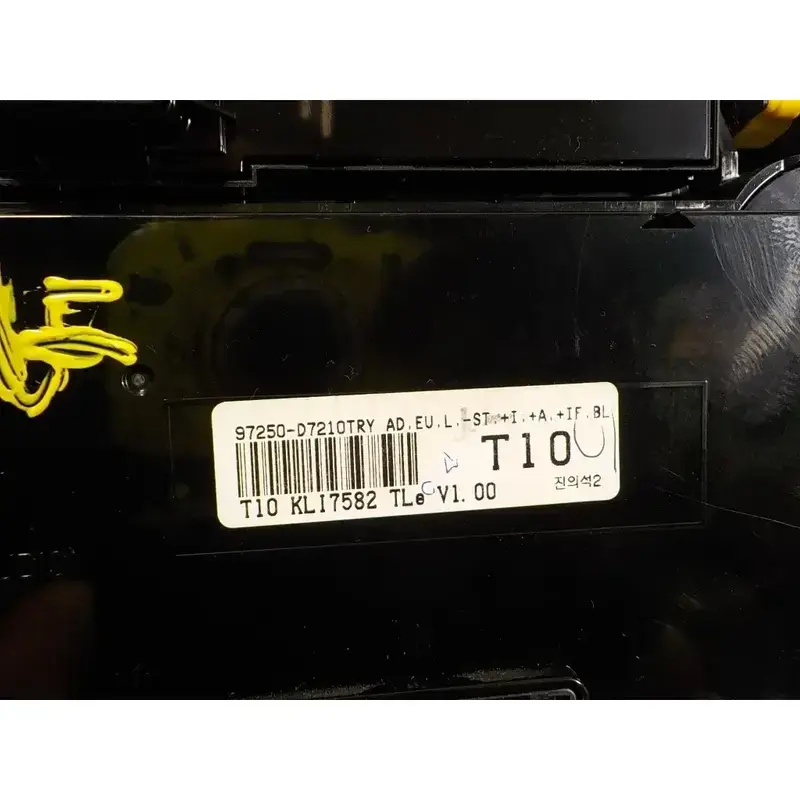 97250-D7210TRY AD.EU.L.-ST.+I.+A.+IF.BL
T10
T10 KLI7582 TLe V1.00
진의석2